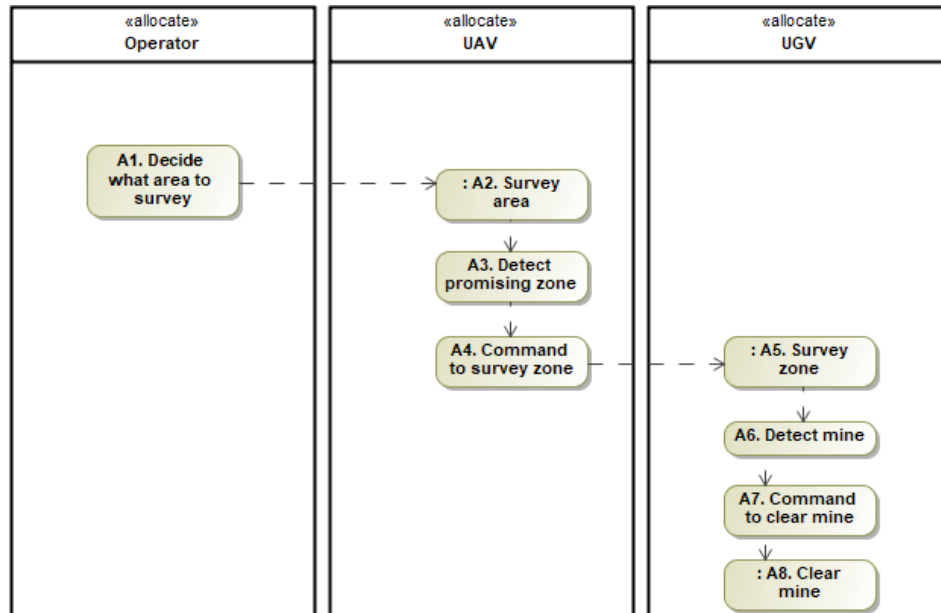 «allocate»
Operator
«allocate»
UAV
«allocate»
UGV
A1. Decide
what area to
survey
: A2. Survey
area
A3. Detect
promising zone
A4. Command
to survey zone
: A5. Survey
zone
A6. Detect mine
A7. Command
to clear mine
: A8. Clear
mine